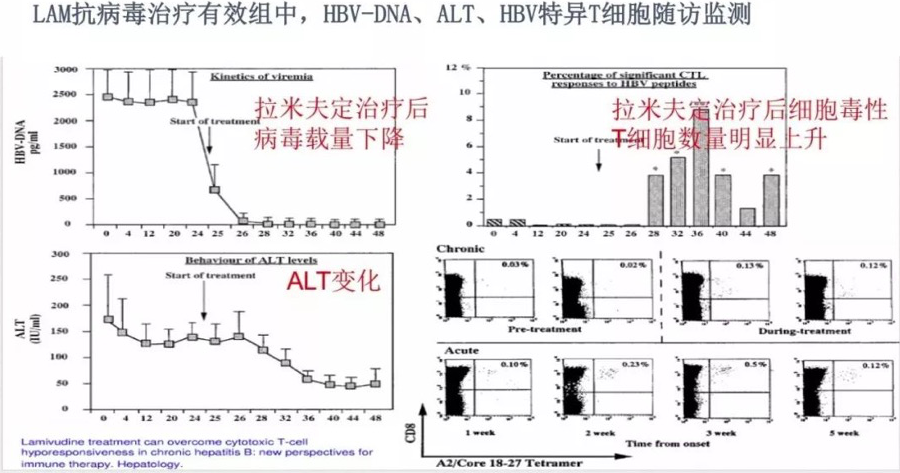 LAM抗病毒治疗有效组中，HBV-DNA、ALT、HBV特异T细胞随访监测
Kinetics of viremia
拉米夫定治疗后
病毒载量下降
Start of treatment
HBV-DNA
pg/ml
3000
2500
2000
1500
1000
500
0
0 4 12 20 24 25 26 28 32 36 40 44 48
Percentage of significant CTL
responses to HBV peptides
拉米夫定治疗后细胞毒性
T细胞数量明显上升
Start of treatment
12 %
10
8
6
4
2
0
* * * * *
0 4 12 20 24 25 26 28 32 36 40 44 48
Behaviour of ALT levels
Start of treatment
ALT变化
ALT
(IU/ml)
300
250
200
150
100
50
0
0 4 12 20 24 25 26 28 32 36 40 44 48
Chronic
0.03% 0.02% 0.13% 0.12%
Pre-treatment During-treatment
Acute
0.10% 0.23% 0.5% 0.12%
1 week 2 week 3 week 5 week
Time from onset
CD8
A2/Core 18-27 Tetramer
Lamivudine treatment can overcome cytotoxic T-cell
hyporesponsiveness in chronic hepatitis B: new perspectives for
immune therapy. Hepatology.